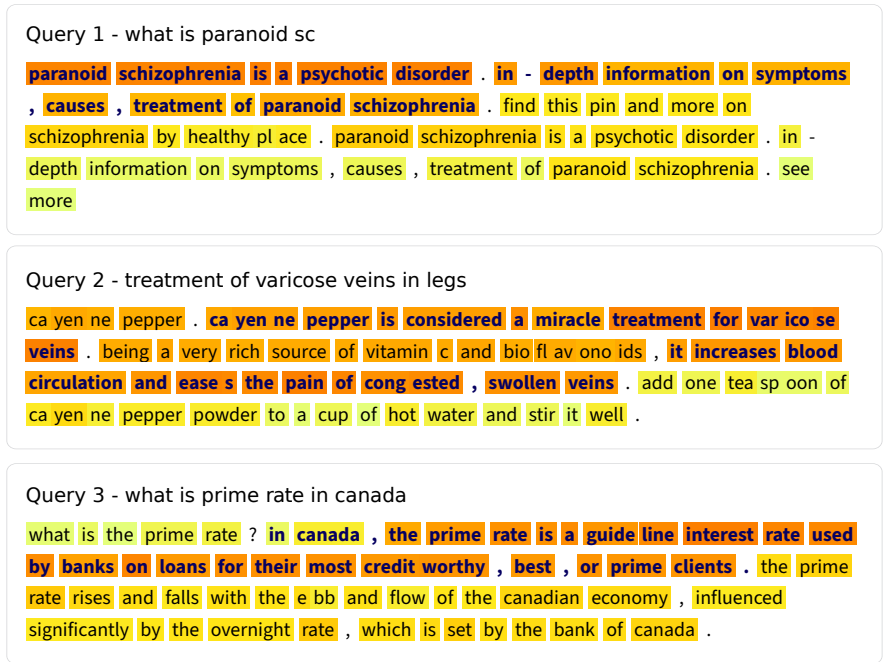 Query 1 - what is paranoid sc
paranoid schizophrenia is a psychotic disorder . in - depth information on symptoms
, causes , treatment of paranoid schizophrenia . find this pin and more on
schizophrenia by healthy pl ace . paranoid schizophrenia is a psychotic disorder . in -
depth information on symptoms , causes , treatment of paranoid schizophrenia . see
more
Query 2 - treatment of varicose veins in legs
ca yen ne pepper . ca yen ne pepper is considered a miracle treatment for var ico se
veins . being a very rich source of vitamin c and bio fl av ono ids , it increases blood
circulation and ease s the pain of cong ested , swollen veins . add one tea sp oon of
ca yen ne pepper powder to a cup of hot water and stir it well .
Query 3 - what is prime rate in canada
what is the prime rate ? in canada , the prime rate is a guide line interest rate used
by banks on loans for their most credit worthy , best , or prime clients . the prime
rate rises and falls with the e bb and flow of the canadian economy , influenced
significantly by the overnight rate , which is set by the bank of canada .